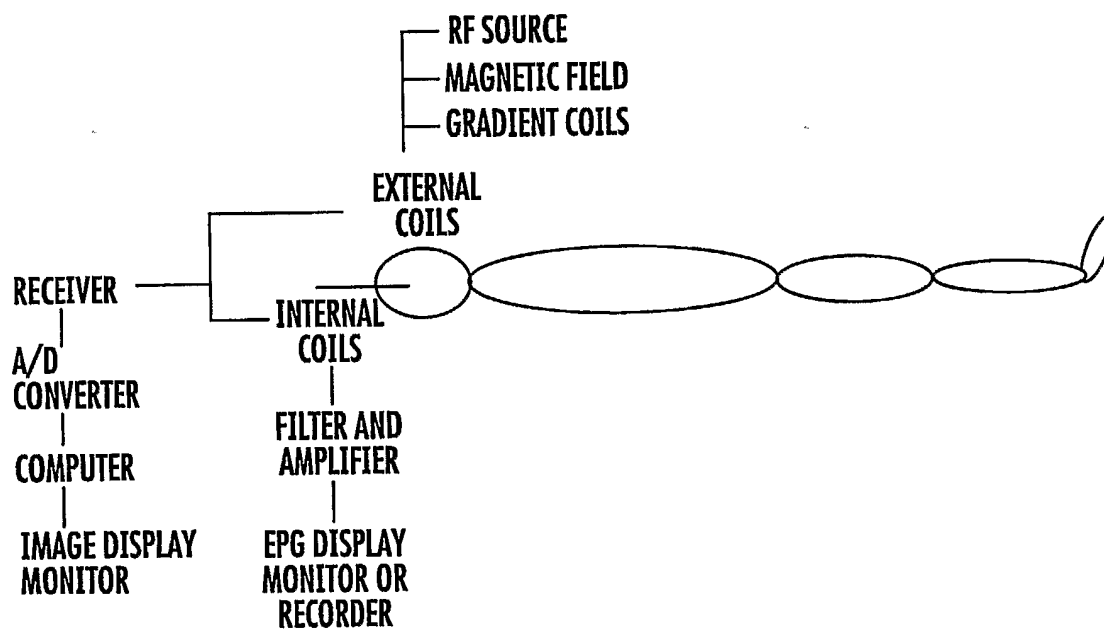 RF SOURCE
MAGNETIC FIELD
GRADIENT COILS
EXTERNAL
COILS
RECEIVER
INTERNAL
COILS
A/D
CONVERTER
FILTER AND
AMPLIFIER
COMPUTER
IMAGE DISPLAY
MONITOR
EPG DISPLAY
MONITOR OR
RECORDER